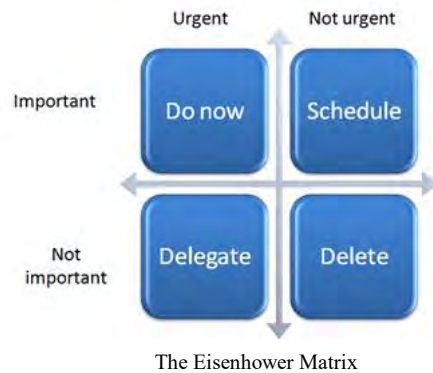 Urgent Not urgent
Important
Do now Schedule
Not
important
Delegate Delete
The Eisenhower Matrix